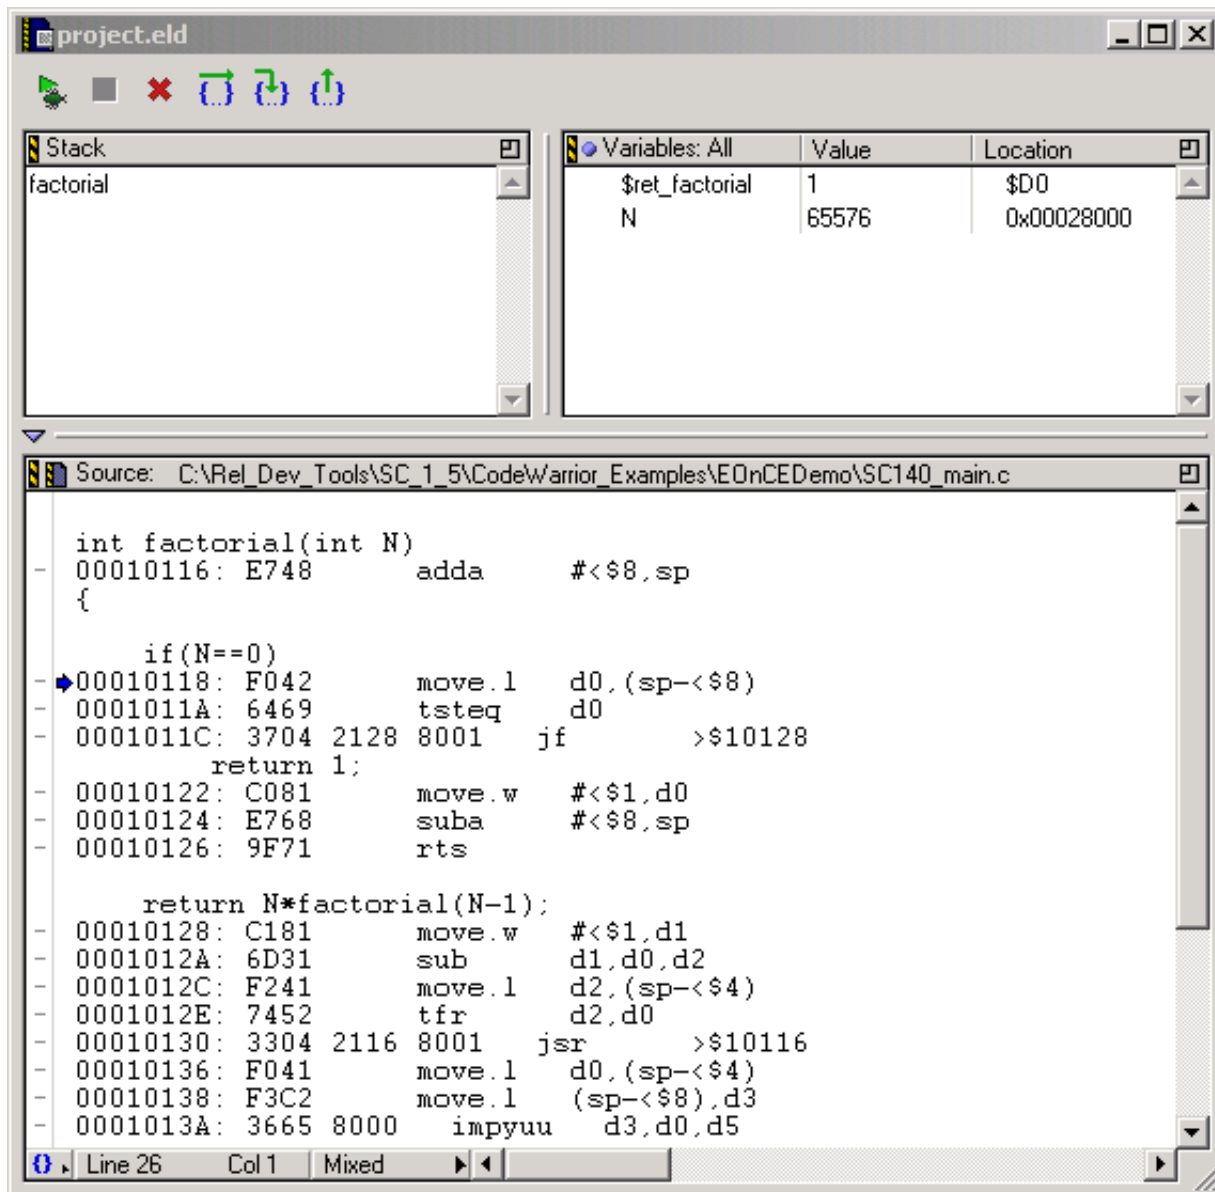 project.eld
Stack
factorial
Variables: All Value Location
$ret_factorial 1 $D0
N 65576 0x00028000
Source: C:\Rel_Dev_Tools\SC_1_5\CodeWarrior_Examples\EOnCEDemo\SC140_main.c
int factorial(int N)
00010116: E748 adda #<$8,sp
{
if(N==0)
00010118: F042 move.l d0,(sp-<$8)
0001011A: 6469 tsteq d0
0001011C: 3704 2128 8001 jf >$10128
return 1;
00010122: C081 move.w #<$1,d0
00010124: E768 suba #<$8,sp
00010126: 9F71 rts
return N*factorial(N-1);
00010128: C181 move.w #<$1,d1
0001012A: 6D31 sub d1,d0,d2
0001012C: F241 move.l d2,(sp-<$4)
0001012E: 7452 tfr d2,d0
00010130: 3304 2116 8001 jsr >$10116
00010136: F041 move.l d0,(sp-<$4)
00010138: F3C2 move.l (sp-<$8),d3
0001013A: 3665 8000 impyuu d3,d0,d5
Line 26 Col 1 Mixed